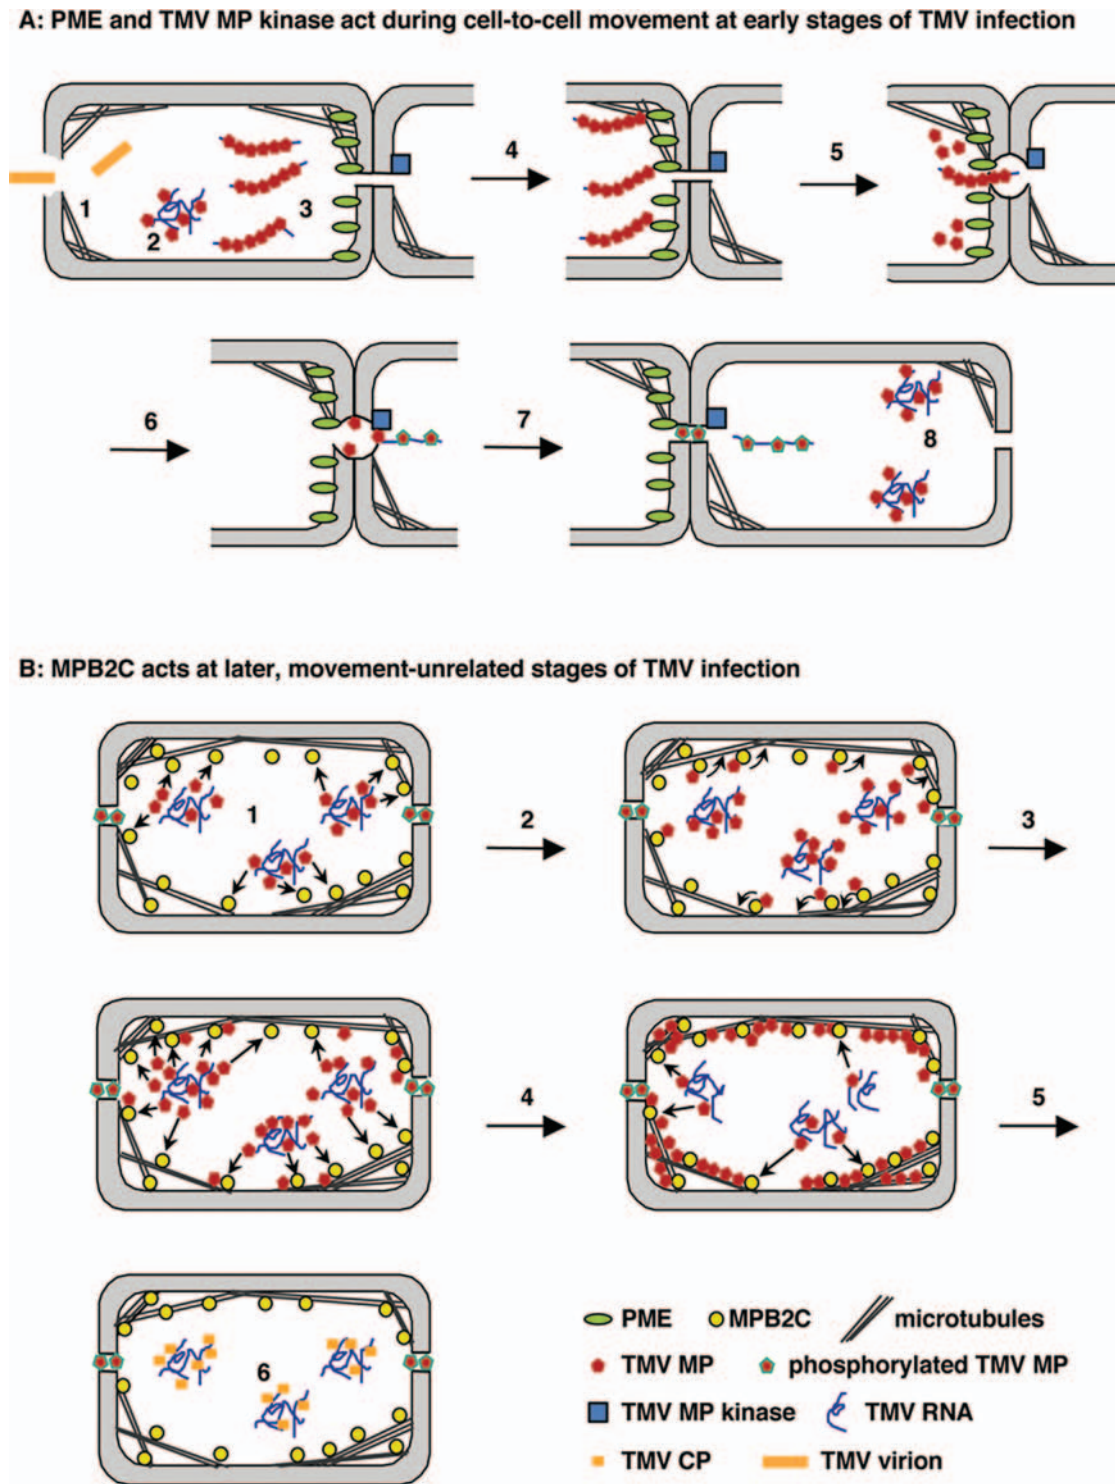 A: PME and TMV MP kinase act during cell-to-cell movement at early stages of TMV infection
1
2
3
4
5
6
7
8
B: MPB2C acts at later, movement-unrelated stages of TMV infection
1
2
3
4
5
6
PME MPB2C microtubules
TMV MP phosphorylated TMV MP
TMV MP kinase TMV RNA
TMV CP TMV virion